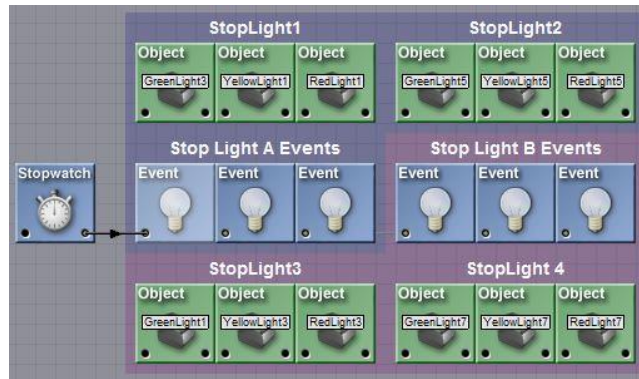 StopLight1
StopLight2
Object Object Object Object Object Object
GreenLight3 YellowLight1 RedLight1 GreenLight5 YellowLight5 RedLight5
Stop Light A Events
Stop Light B Events
Stopwatch Event Event Event Event Event Event
StopLight3
StopLight 4
Object Object Object Object Object Object
GreenLight1 YellowLight3 RedLight3 GreenLight7 YellowLight7 RedLight7